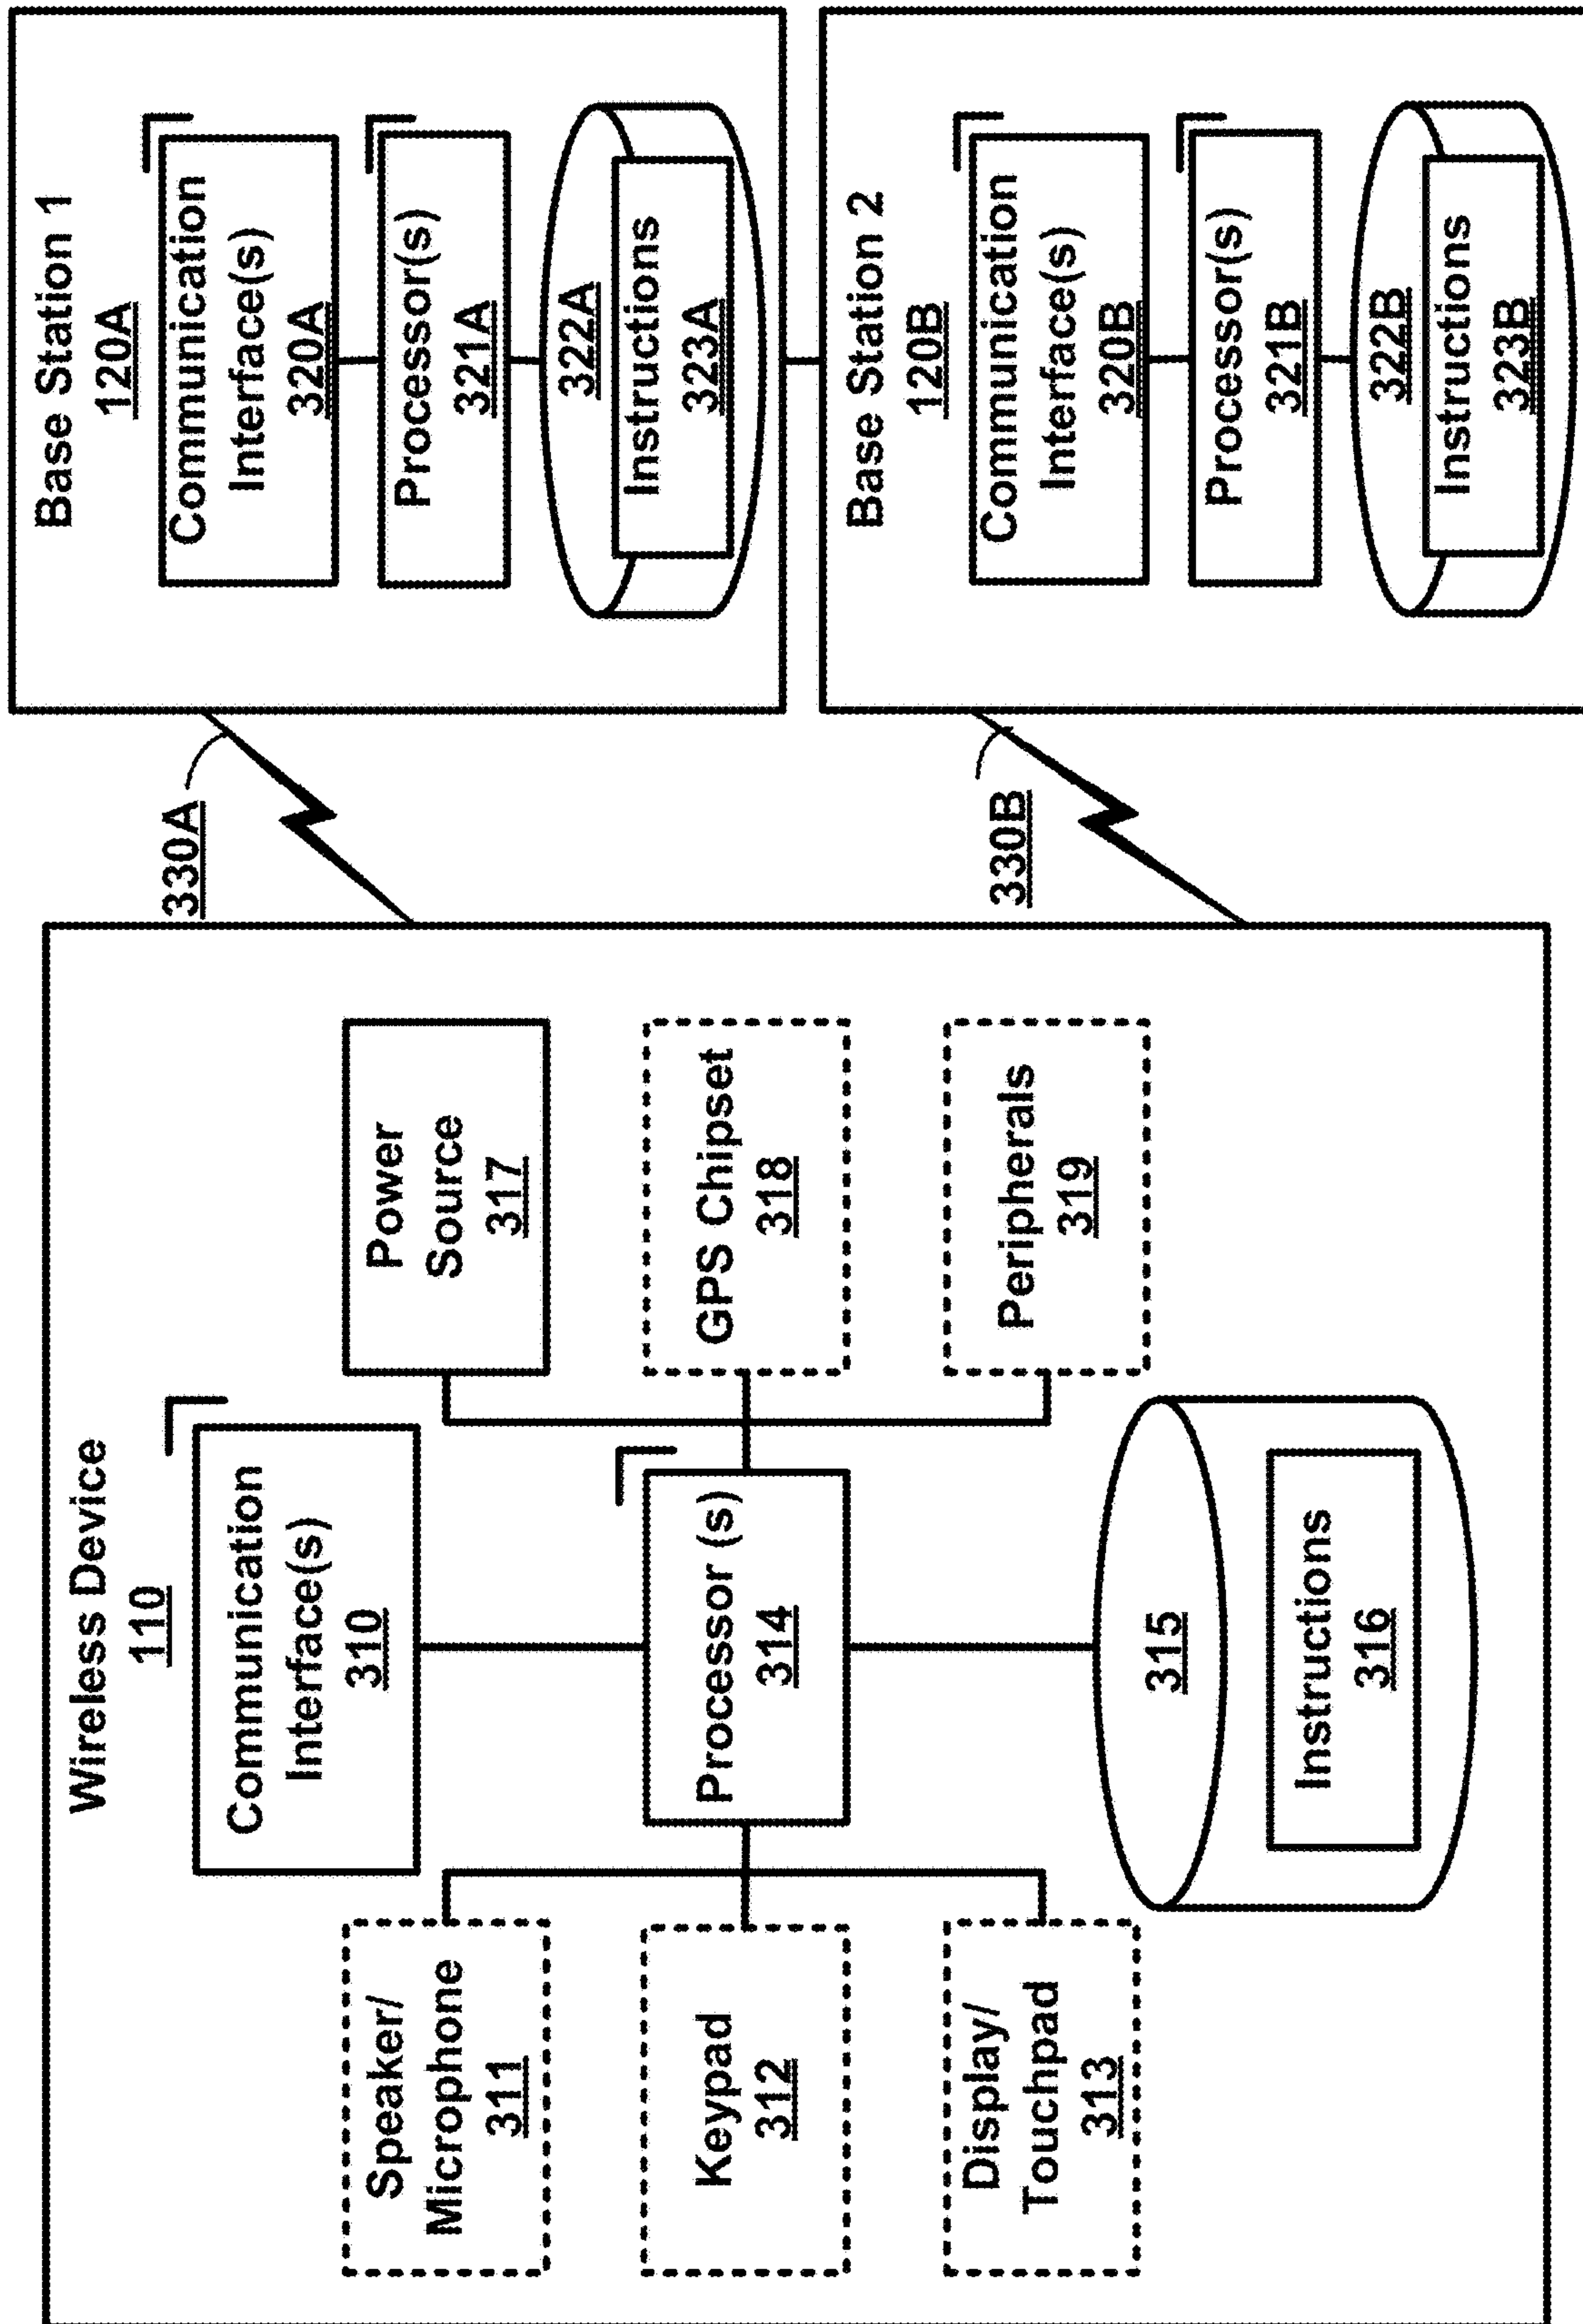 Wireless Device
110
Communication
Interface(s)
310
Speaker/
Microphone
311
Keypad
312
Display/
Touchpad
313
Processor (s)
314
Power
Source
317
GPS Chipset
318
Peripherals
319
315
Instructions
316
330A
330B
Base Station 1
120A
Communication
Interface(s)
320A
Processor(s)
321A
322A
Instructions
323A
Base Station 2
120B
Communication
Interface(s)
320B
Processor(s)
321B
322B
Instructions
323B